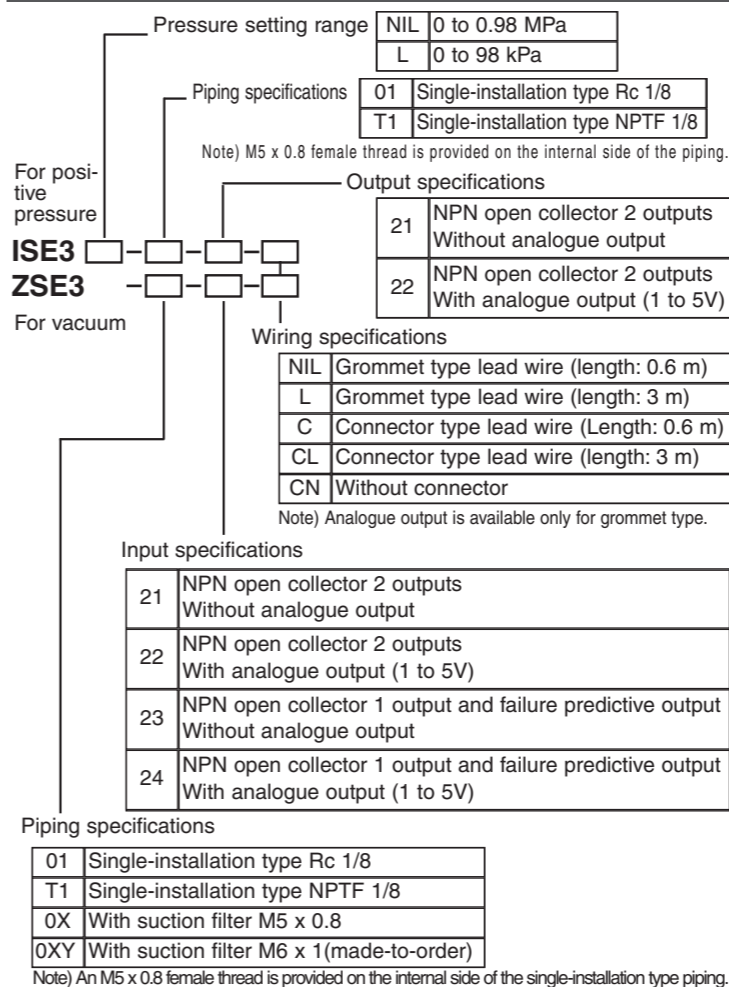 Pressure setting range
NIL 0 to 0.98 MPa
L 0 to 98 kPa
Piping specifications
01 Single-installation type Rc 1/8
T1 Single-installation type NPTF 1/8
Note) M5 x 0.8 female thread is provided on the internal side of the piping.
For posi-
tive
pressure
Output specifications
21 NPN open collector 2 outputs
Without analogue output
22 NPN open collector 2 outputs
With analogue output (1 to 5V)
ISE3 - - -
ZSE3 - - -
For vacuum
Wiring specifications
NIL Grommet type lead wire (length: 0.6 m)
L Grommet type lead wire (length: 3 m)
C Connector type lead wire (Length: 0.6 m)
CL Connector type lead wire (length: 3 m)
CN Without connector
Note) Analogue output is available only for grommet type.
Input specifications
21 NPN open collector 2 outputs
Without analogue output
22 NPN open collector 2 outputs
With analogue output (1 to 5V)
23 NPN open collector 1 output and failure predictive output
Without analogue output
24 NPN open collector 1 output and failure predictive output
With analogue output (1 to 5V)
Piping specifications
01 Single-installation type Rc 1/8
T1 Single-installation type NPTF 1/8
0X With suction filter M5 x 0.8
0XY With suction filter M6 x 1(made-to-order)
Note) An M5 x 0.8 female thread is provided on the internal side of the single-installation type piping.